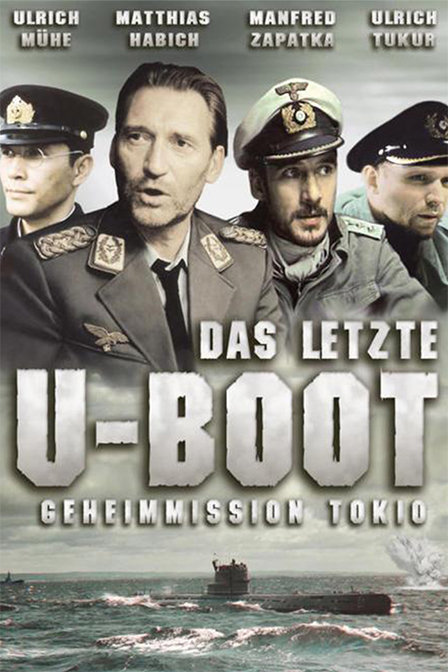 ULRICH MÜHE
MATTHIAS HABICH
MANFRED ZAPATKA
ULRICH TUKUR
DAS LETZTE
U-BOOT
GEHEIMMISSION TOKIO